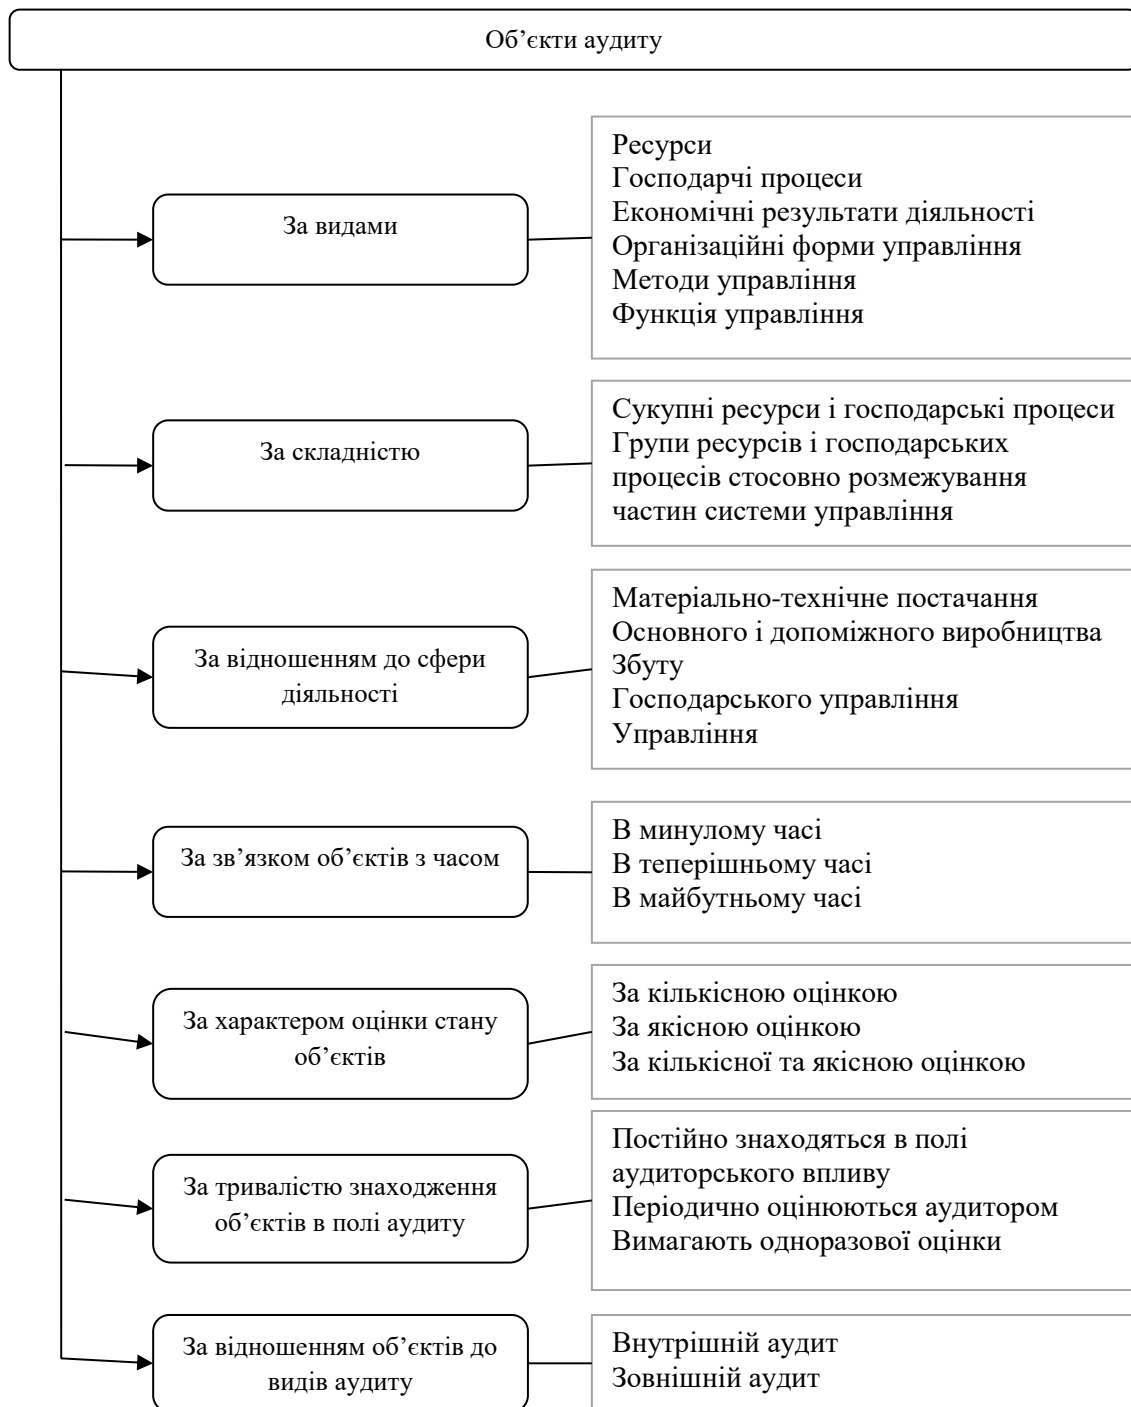 Об’єкти аудиту
За видами
Ресурси
Господарчі процеси
Економічні результати діяльності
Організаційні форми управління
Методи управління
Функція управління
За складністю
Сукупні ресурси і господарські процеси
Групи ресурсів і господарських
процесів стосовно розмежування
частин системи управління
За відношенням до сфери
діяльності
Матеріально-технічне постачання
Основного і допоміжного виробництва
Збуту
Господарського управління
Управління
За зв’язком об’єктів з часом
В минулому часі
В теперішньому часі
В майбутньому часі
За характером оцінки стану
об’єктів
За кількісною оцінкою
За якісною оцінкою
За кількісної та якісною оцінкою
За тривалістю знаходження
об’єктів в полі аудиту
Постійно знаходяться в полі
аудиторського впливу
Періодично оцінюються аудитором
Вимагають одноразової оцінки
За відношенням об’єктів до
видів аудиту
Внутрішній аудит
Зовнішній аудит